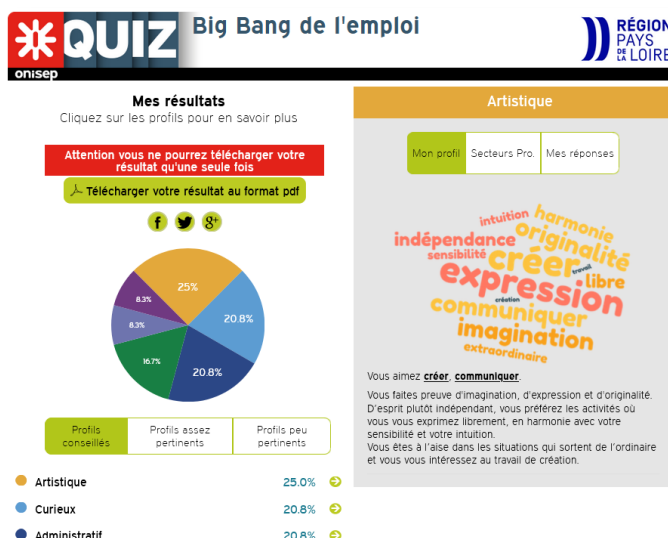 QUIZ
onisep
Big Bang de l'emploi
RÉGION
PAYS
DE LA LOIRE
Mes résultats
Cliquez sur les profils pour en savoir plus
Attention vous ne pourrez télécharger votre
résultat qu'une seule fois
Télécharger votre résultat au format pdf
f
g+
25%
20.8%
20.8%
16.7%
8.3%
8.3%
Profils
conseillés
Profils assez
pertinents
Profils peu
pertinents
Artistique 25.0%
Curieux 20.8%
Administratif 20.8%
Artistique
Mon profil Secteurs Pro. Mes réponses
intuition harmonie
indépendance originalité
sensibilité créer travail
libre
expression
création
communiquer
imagination
extraordinaire
Vous aimez créer, communiquer.
Vous faites preuve d'imagination, d'expression et d'originalité.
D'esprit plutôt indépendant, vous préférez les activités où
vous vous exprimez librement, en harmonie avec votre
sensibilité et votre intuition.
Vous êtes à l'aise dans les situations qui sortent de l'ordinaire
et vous vous intéressez au travail de création.